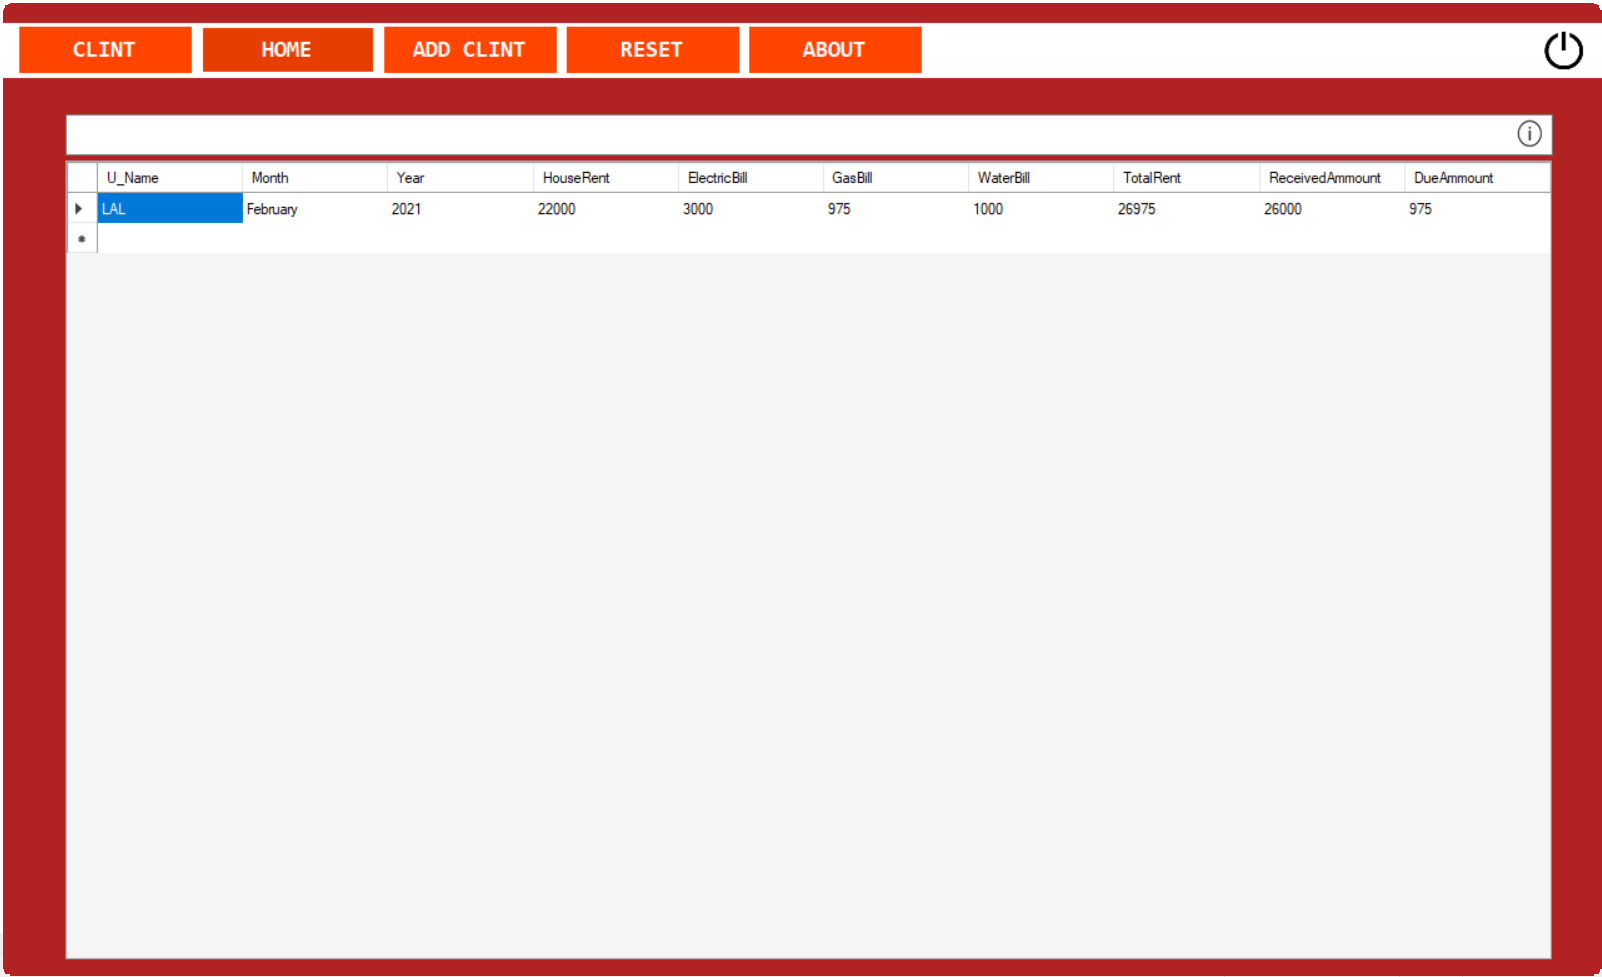 CLINT HOME ADD CLINT RESET ABOUT
U_Name Month Year HouseRent ElectricBill GasBill WaterBill TotalRent ReceivedAmmount DueAmmount
LAL February 2021 22000 3000 975 1000 26975 26000 975